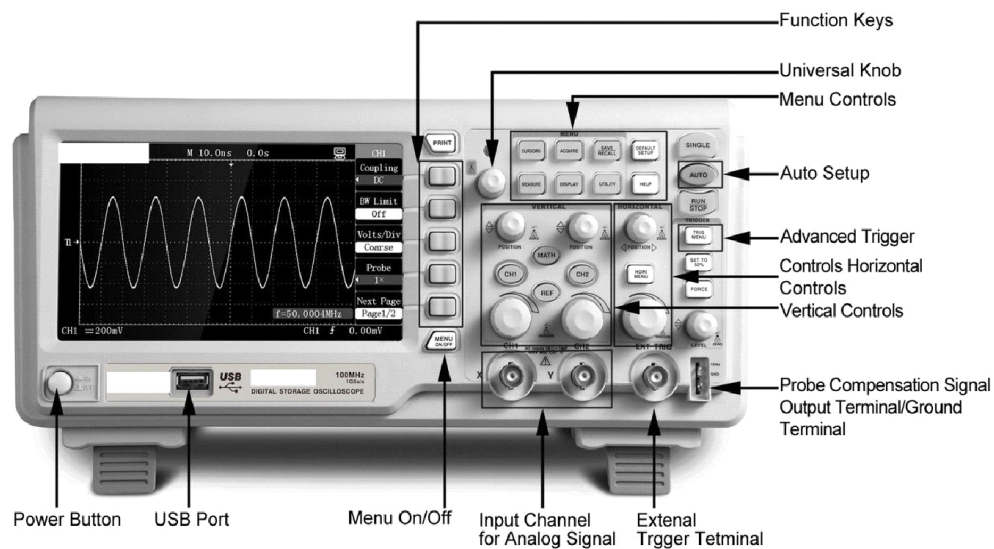 Function Keys
Universal Knob
Menu Controls
Auto Setup
Advanced Trigger
Controls Horizontal
Controls
Vertical Controls
Probe Compensation Signal
Output Terminal/Ground
Terminal
M 10.0ns 0.0s
CH1
Coupling
DC
BW Limit
Off
Volts/Div
Coarse
Probe
1×
Next Page
Page1/2
f=50.0004MHz
CH1 200mV
CH1 0.00mV
PRINT
MENU
ON/OFF
MENU
CURSORS
ACQUIRE
SAVE
RECALL
DEFAULT
SETUP
MEASURE
DISPLAY
UTILITY
HELP
SINGLE
AUTO
RUN
STOP
VERTICAL
HORIZONTAL
TRIGGER
TRIG
MENU
SET TO
50%
FORCE
LEVEL
POSITION
POSITION
POSITION
MATH
CH1
CH2
REF
HORI
MENU
CH1
CH2
EXT TRIG
X
Y
USB
100MHz
1GSa/s
DIGITAL STORAGE OSCILLOSCOPE
Power Button
USB Port
Menu On/Off
Input Channel
for Analog Signal
Extenal
Trgger Tetminal